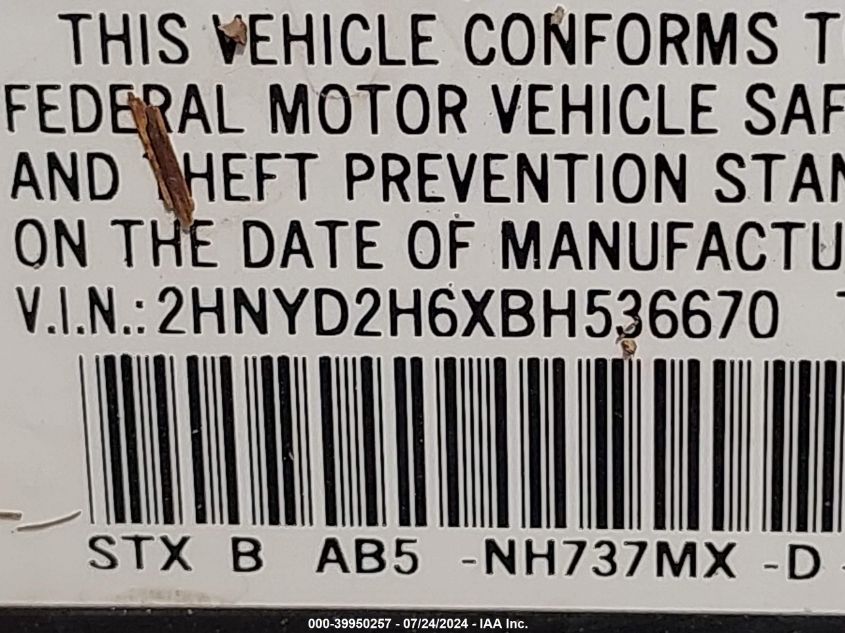 THIS VEHICLE CONFORMS T
FEDERAL MOTOR VEHICLE SAF
AND THEFT PREVENTION STAN
ON THE DATE OF MANUFACTU
V.I.N.: 2HNYD2H6XBH536670
STX B AB5 -NH737MX -D -
000-39950257 - 07/24/2024 - IAA Inc.